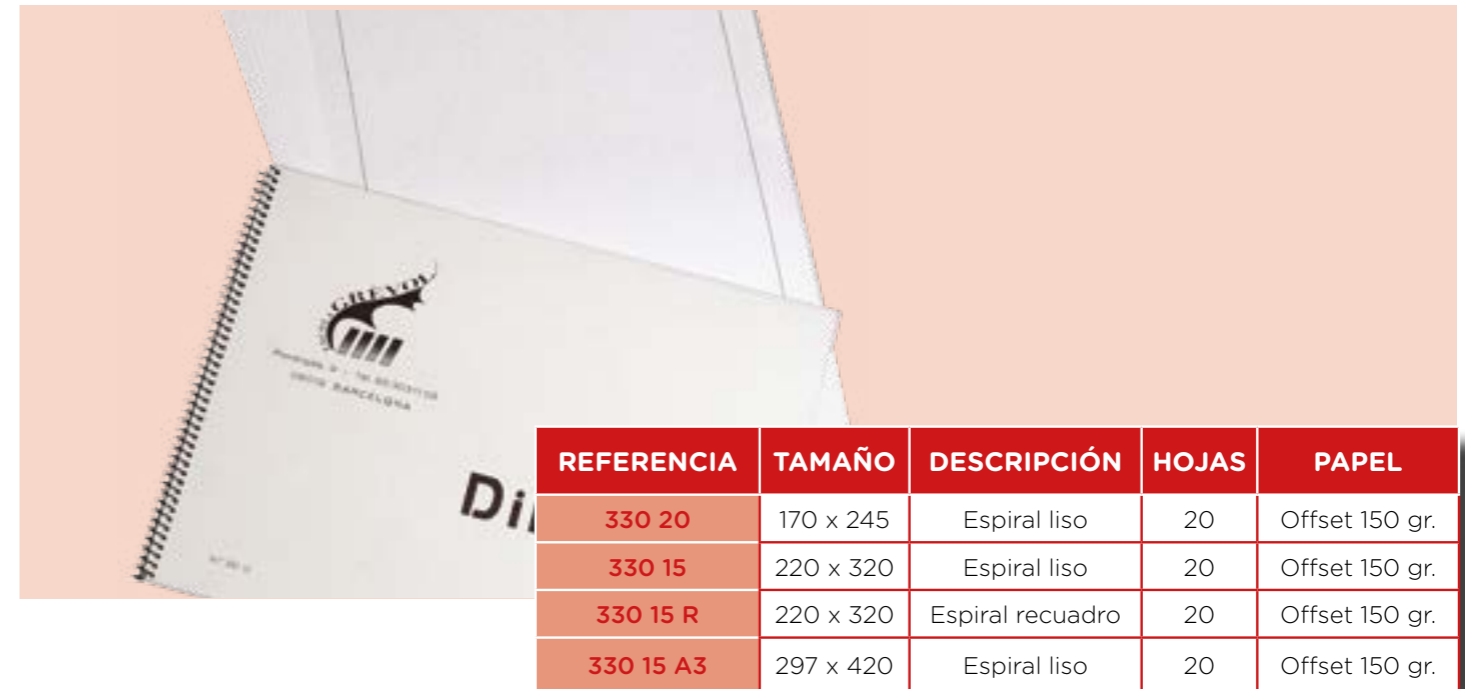 GREVOL
BARCELONA
Di
REFERENCIA TAMAÑO DESCRIPCIÓN HOJAS PAPEL
330 20 170 x 245 Espiral liso 20 Offset 150 gr.
330 15 220 x 320 Espiral liso 20 Offset 150 gr.
330 15 R 220 x 320 Espiral recuadro 20 Offset 150 gr.
330 15 A3 297 x 420 Espiral liso 20 Offset 150 gr.